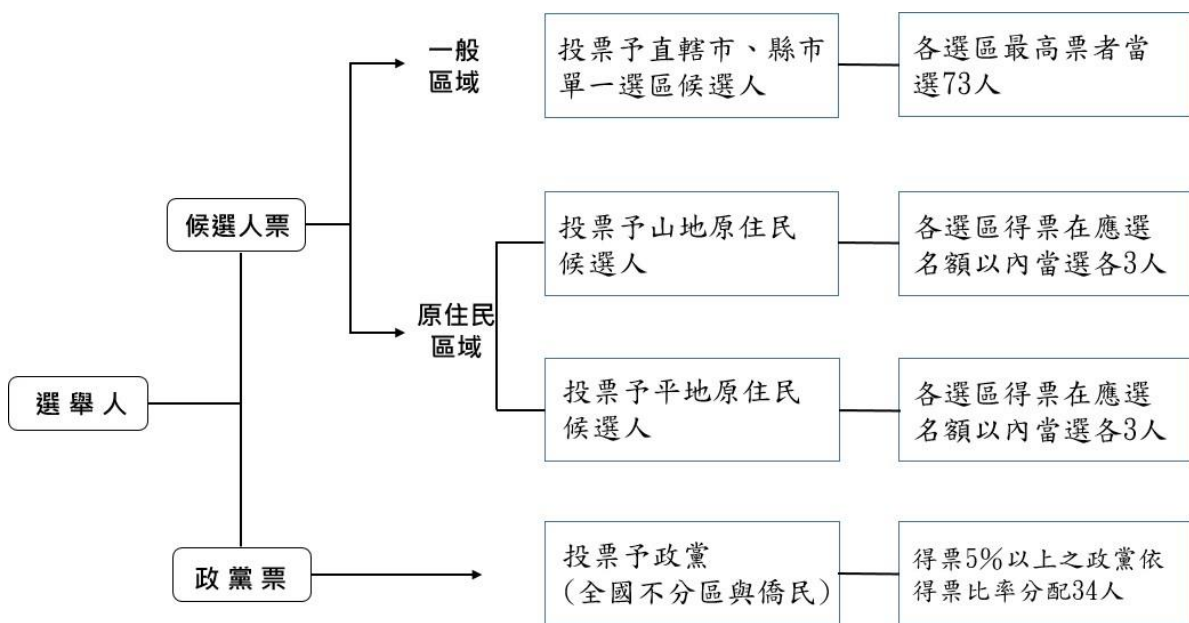 選舉人
候選人票
政黨票
一般
區域
原住民
區域
投票予直轄市、縣市
單一選區候選人
各選區最高票者當
選73人
投票予山地原住民
候選人
各選區得票在應選
名額以內當選各3人
投票予平地原住民
候選人
各選區得票在應選
名額以內當選各3人
投票予政黨
(全國不分區與僑民)
得票5%以上之政黨依
得票比率分配34人